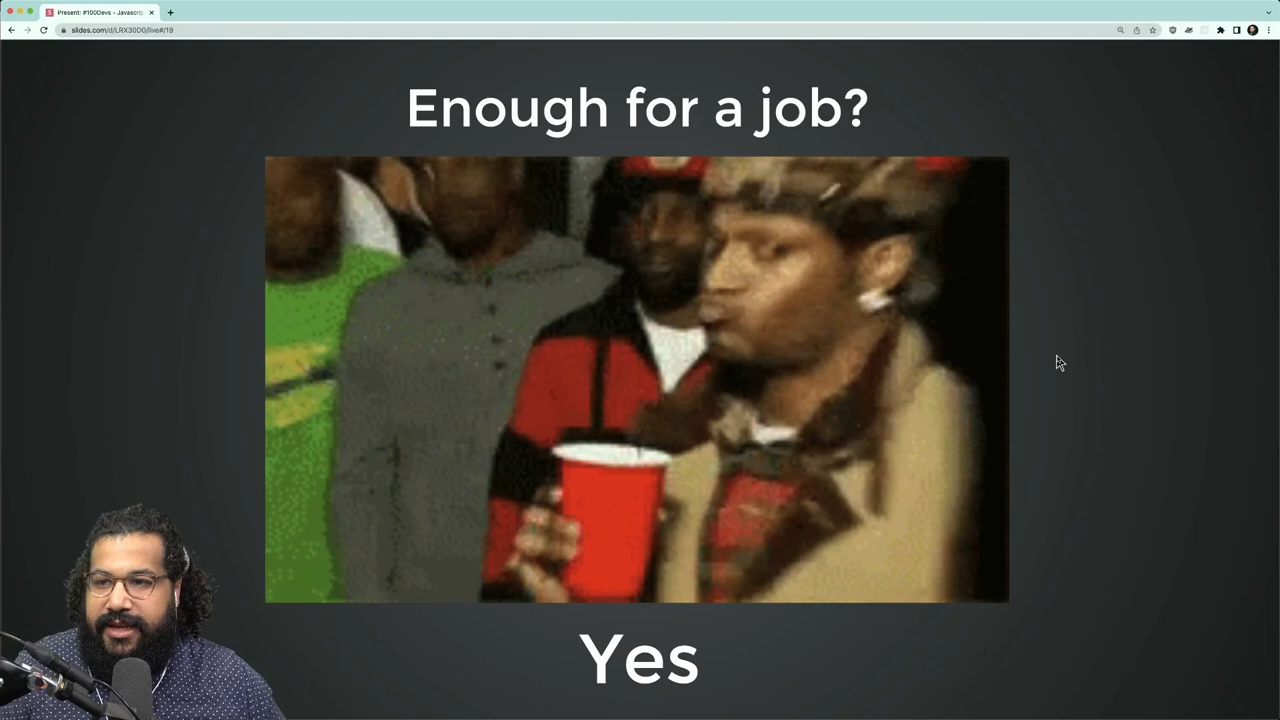 Present: #100Devs - Javascrip
slides.com/d/LRX30D0/live#/19
Enough for a job?
Yes